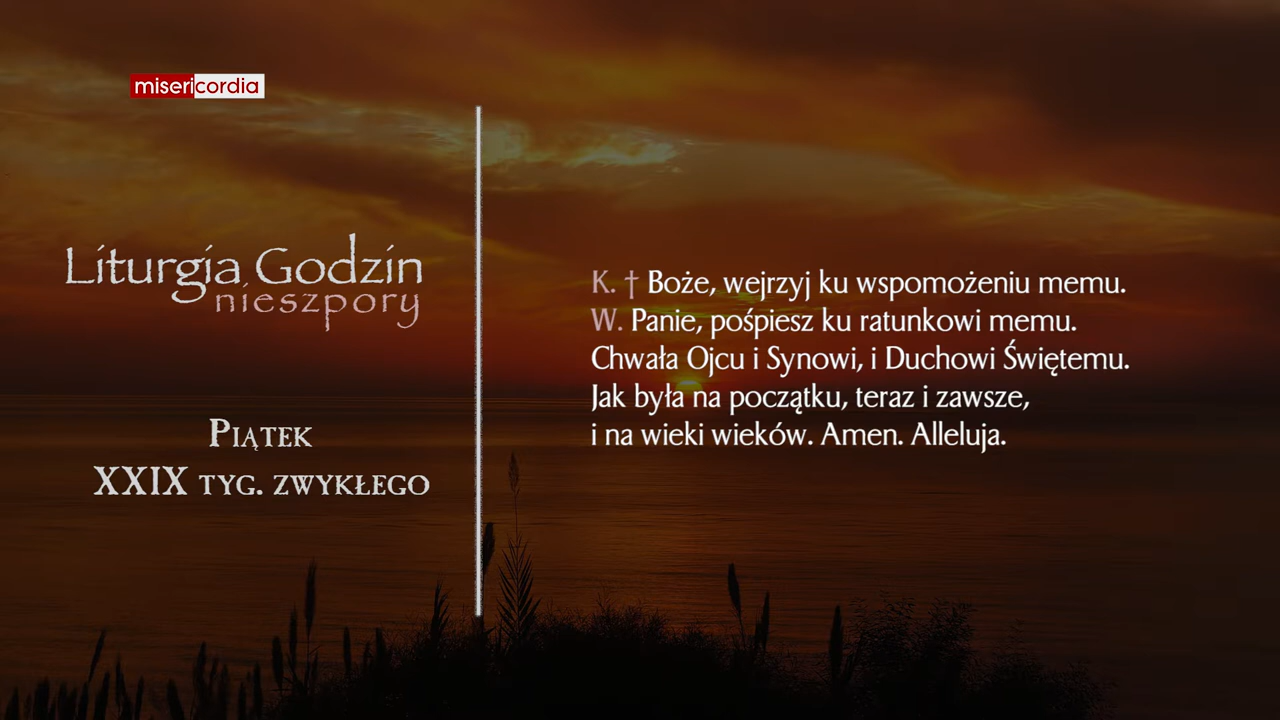 misericordia
Liturgia Godzin
nieszpory
Piątek
XXIX tyg. zwykłego
K. † Boże, wejrzyj ku wspomożeniu memu.
W. Panie, pośpiesz ku ratunkowi memu.
Chwała Ojcu i Synowi, i Duchowi Świętemu.
Jak była na początku, teraz i zawsze,
i na wieki wieków. Amen. Alleluja.